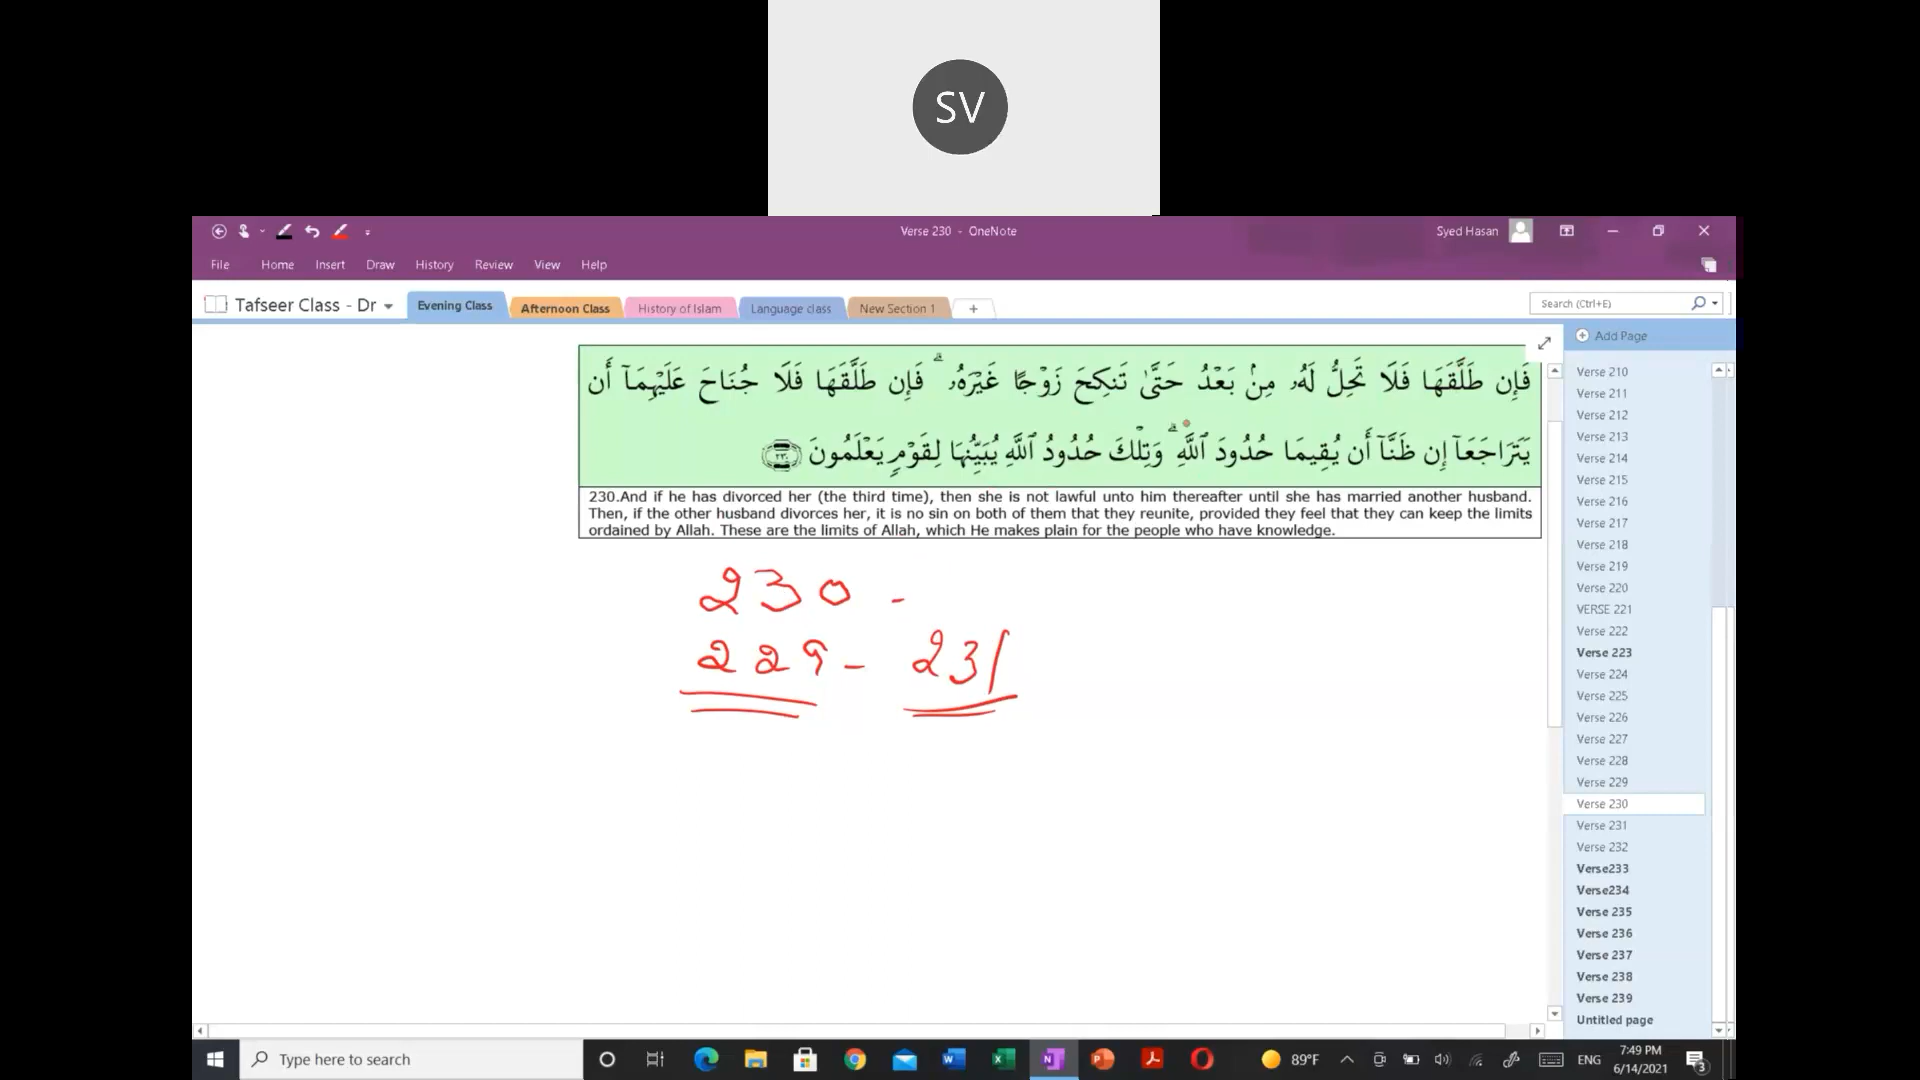 SV
Verse 230 - OneNote
Syed Hasan
File Home Insert Draw History Review View Help
Tafseer Class - Dr
Evening Class
Afternoon Class
History of Islam
Language class
New Section 1
Search (Ctrl+E)
Add Page
فَإِن طَلَّقَهَا فَلَا تَحِلُّ لَهُۥ مِنۢ بَعْدُ حَتَّىٰ تَنكِحَ زَوْجًا غَيْرَهُۥ ۗ فَإِن طَلَّقَهَا فَلَا جُنَاحَ عَلَيْهِمَآ أَن
يَتَرَاجَعَآ إِن ظَنَّآ أَن يُقِيمَا حُدُودَ ٱللَّهِ ۗ وَتِلْكَ حُدُودُ ٱللَّهِ يُبَيِّنُهَا لِقَوْمٍ يَعْلَمُونَ ٢٣٠
230.And if he has divorced her (the third time), then she is not lawful unto him thereafter until she has married another husband.
Then, if the other husband divorces her, it is no sin on both of them that they reunite, provided they feel that they can keep the limits
ordained by Allah. These are the limits of Allah, which He makes plain for the people who have knowledge.
230 -
229 - 231
Verse 210
Verse 211
Verse 212
Verse 213
Verse 214
Verse 215
Verse 216
Verse 217
Verse 218
Verse 219
Verse 220
VERSE 221
Verse 222
Verse 223
Verse 224
Verse 225
Verse 226
Verse 227
Verse 228
Verse 229
Verse 230
Verse 231
Verse 232
Verse233
Verse234
Verse 235
Verse 236
Verse 237
Verse 238
Verse 239
Untitled page
Type here to search
89°F
ENG
7:49 PM
6/14/2021
3